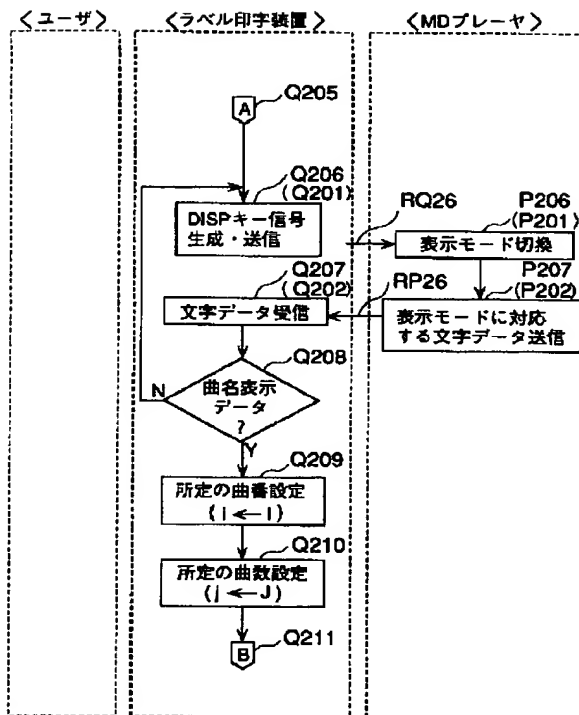 <ユーザ>
<ラベル印字装置>
<MDプレーヤ>
A
Q205
Q206
(Q201)
DISPキー信号
生成・送信
RQ26
P206
(P201)
表示モード切換
Q207
(Q202)
文字データ受信
RP26
P207
(P202)
表示モードに対応
する文字データ送信
Q208
曲名表示
データ
?
N
Y
Q209
所定の曲番設定
(i←I)
Q210
所定の曲数設定
(j←J)
B
Q211